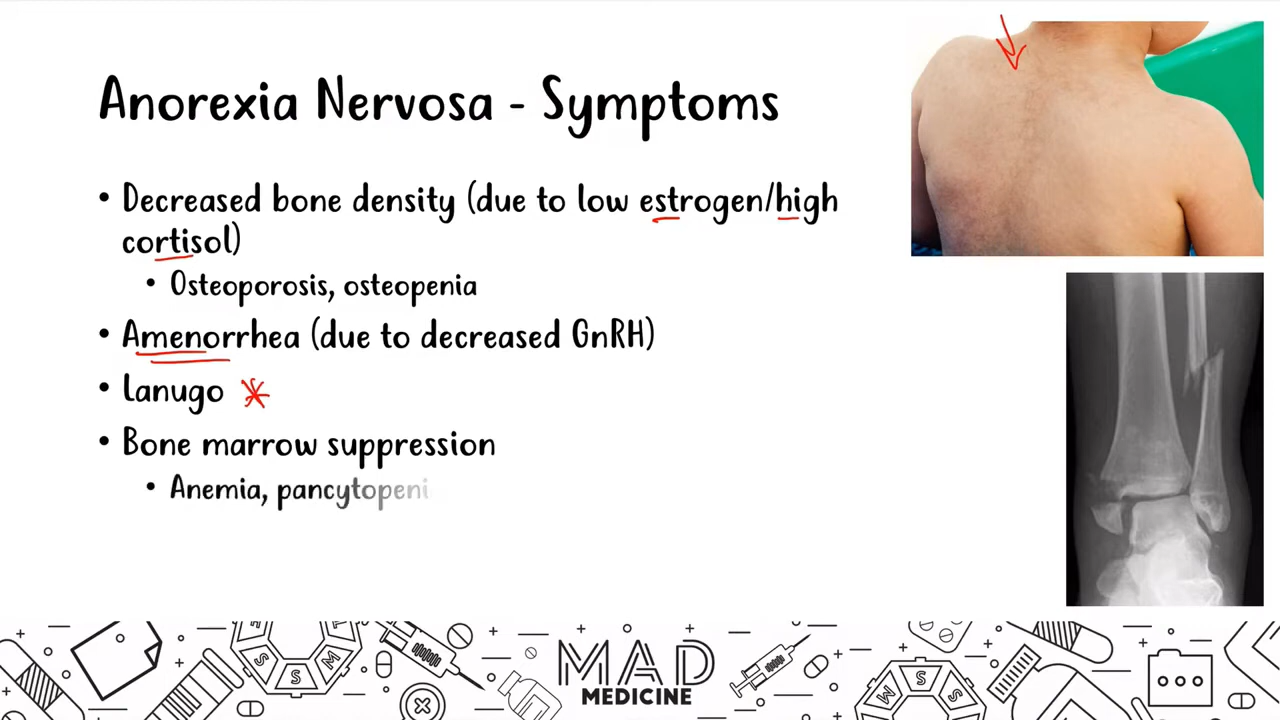 Anorexia Nervosa - Symptoms
• Decreased bone density (due to low estrogen/high
cortisol)
• Osteoporosis, osteopenia
• Amenorrhea (due to decreased GnRH)
• Lanugo *
• Bone marrow suppression
• Anemia, pancytopeni
S S M
MAD
MEDICINE
M S S